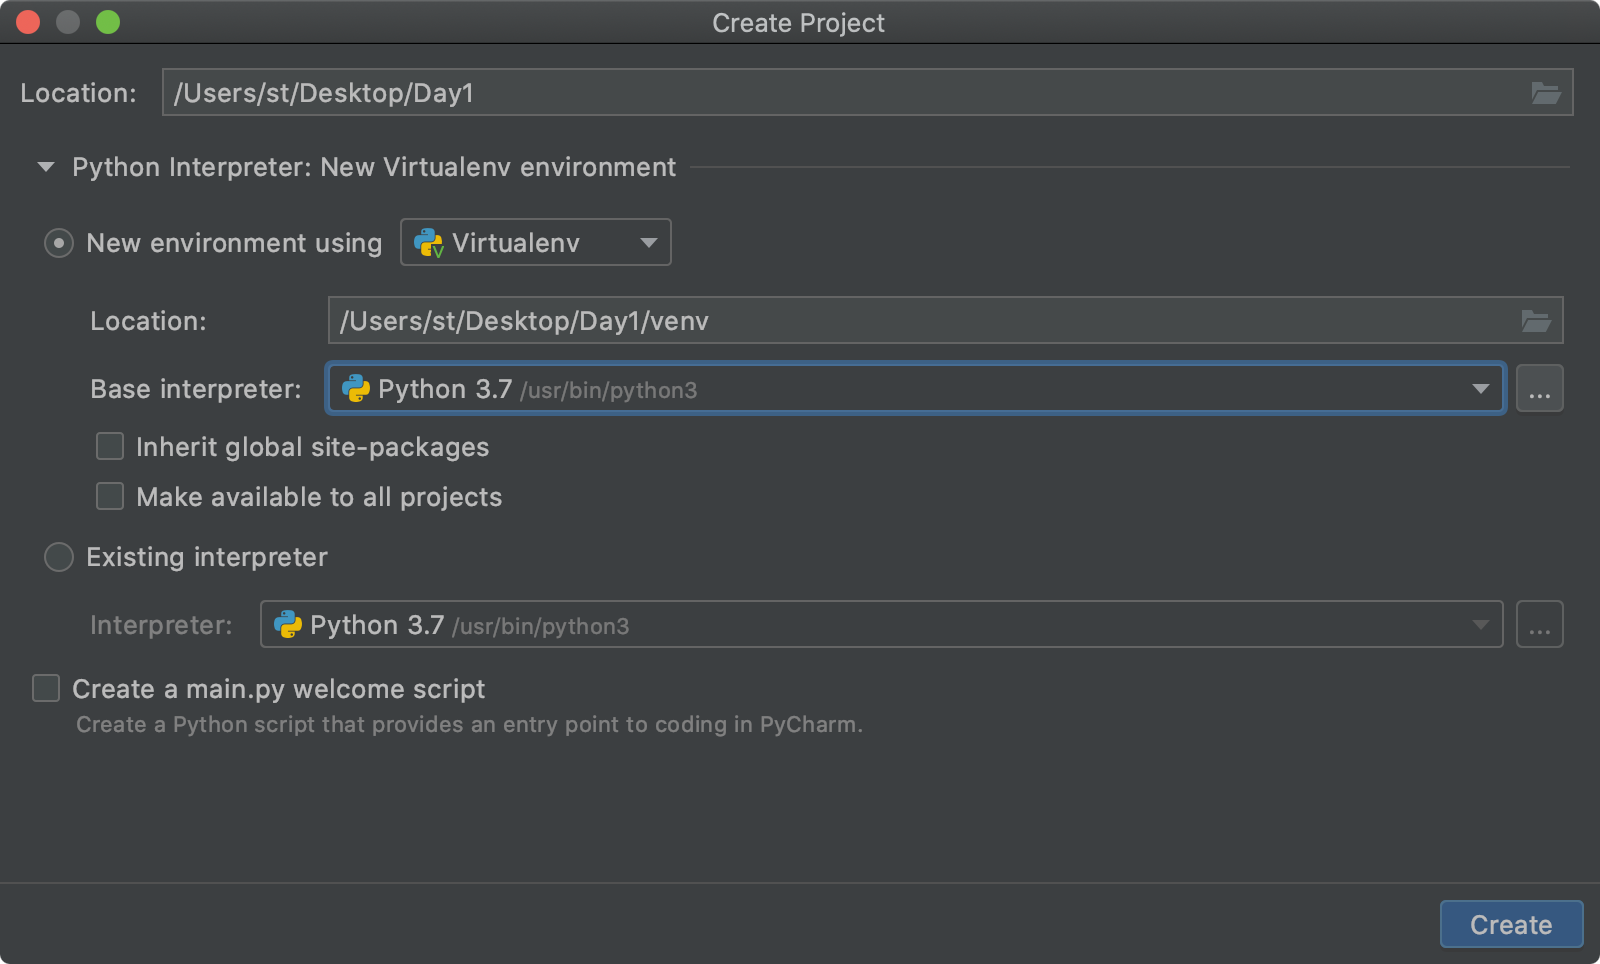 Create Project
Location: /Users/st/Desktop/Day1
Python Interpreter: New Virtualenv environment
New environment using Virtualenv
Location: /Users/st/Desktop/Day1/venv
Base interpreter: Python 3.7 /usr/bin/python3 ...
Inherit global site-packages
Make available to all projects
Existing interpreter
Interpreter: Python 3.7 /usr/bin/python3 ...
Create a main.py welcome script
Create a Python script that provides an entry point to coding in PyCharm.
Create